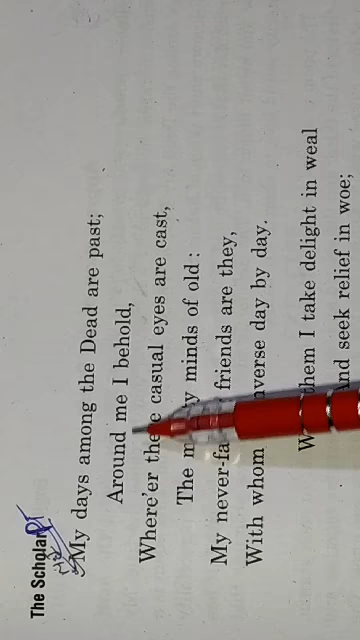 The Scholar
My days among the Dead are past;
Around me I behold,
Where'er the casual eyes are cast,
The m y minds of old :
My never-fa friends are they,
With whom nverse day by day.
W them I take delight in weal
nd seek relief in woe;